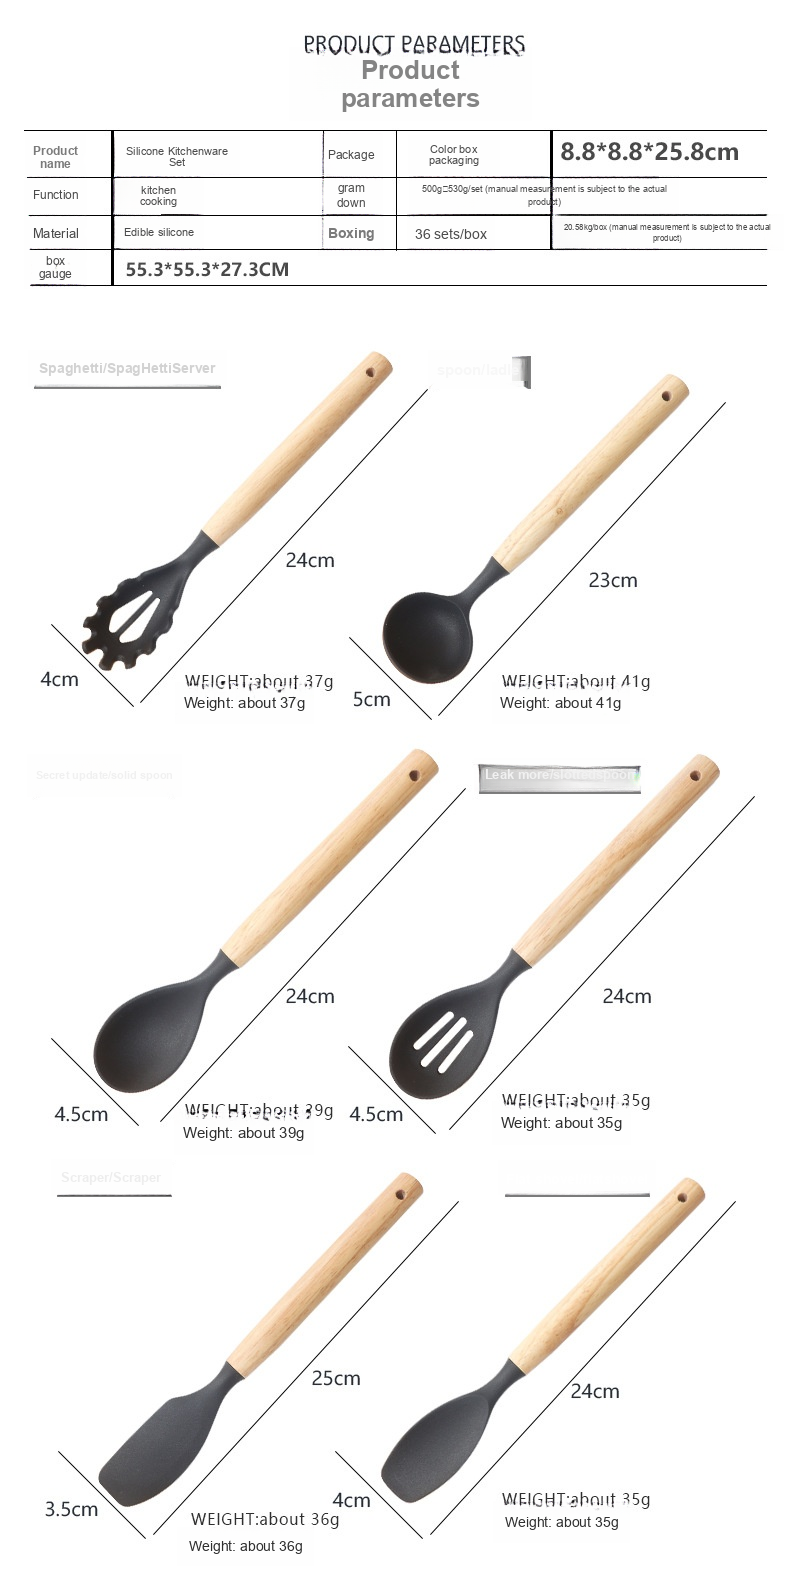 PRODUCT PARAMETERS
Product
parameters
Product
name
Silicone Kitchenware
Set
Package
Color box
packaging
8.8*8.8*25.8cm
Function
kitchen
cooking
gram
down
500g□530g/set (manual measurement is subject to the actual
product)
Material
Edible silicone
Boxing
36 sets/box
20.58kg/box (manual measurement is subject to the actual
product)
box
gauge
55.3*55.3*27.3CM
Spaghetti/SpagHettiServer
24cm
4cm
WEIGHT:about 37g
Weight: about 37g
spoon/ladl
23cm
5cm
WEIGHT:about 41g
Weight: about 41g
Secret update/solid spoon
24cm
4.5cm
WEIGHT:about 39g
Weight: about 39g
Leak more/slottedspoon
24cm
4.5cm
WEIGHT:about 35g
Weight: about 35g
Scraper/Scraper
25cm
3.5cm
WEIGHT:about 36g
Weight: about 36g
24cm
4cm
WEIGHT:about 35g
Weight: about 35g